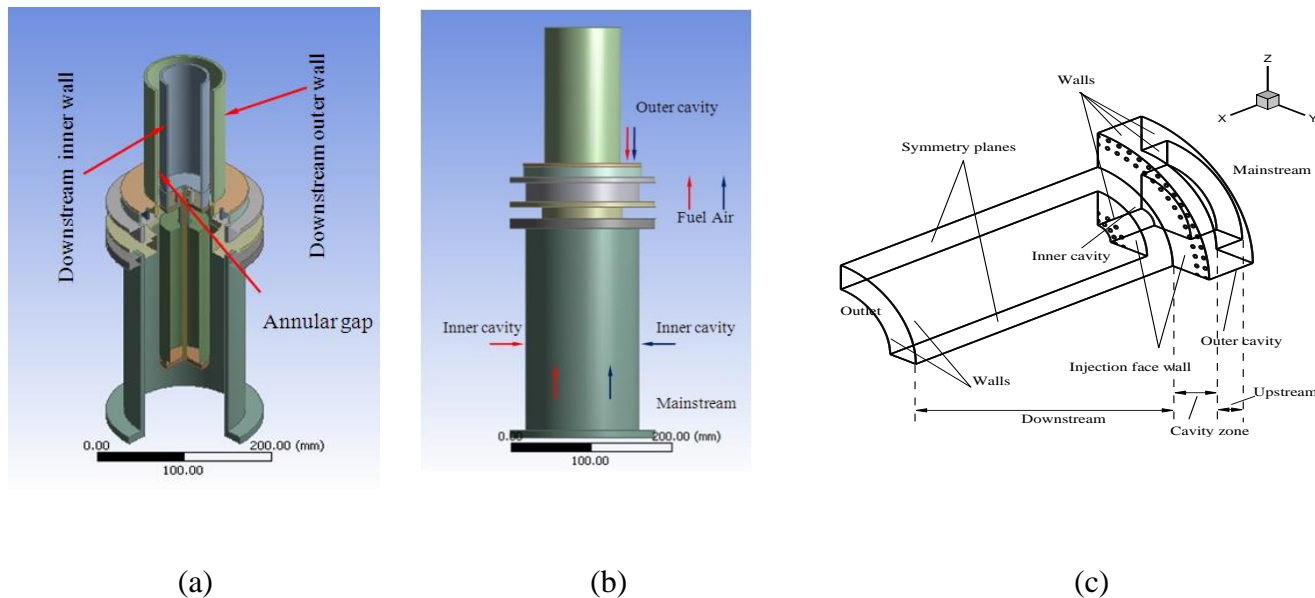 Downstream inner wall
Downstream outer wall
Annular gap
0.00
200.00 (mm)
100.00
(a)
Outer cavity
Fuel Air
Inner cavity
Inner cavity
Mainstream
0.00
200.00 (mm)
100.00
(b)
Z
X
Y
Walls
Symmetry planes
Mainstream
Inner cavity
Outlet
Outer cavity
Walls
Injection face wall
Upstream
Downstream
Cavity zone
(c)